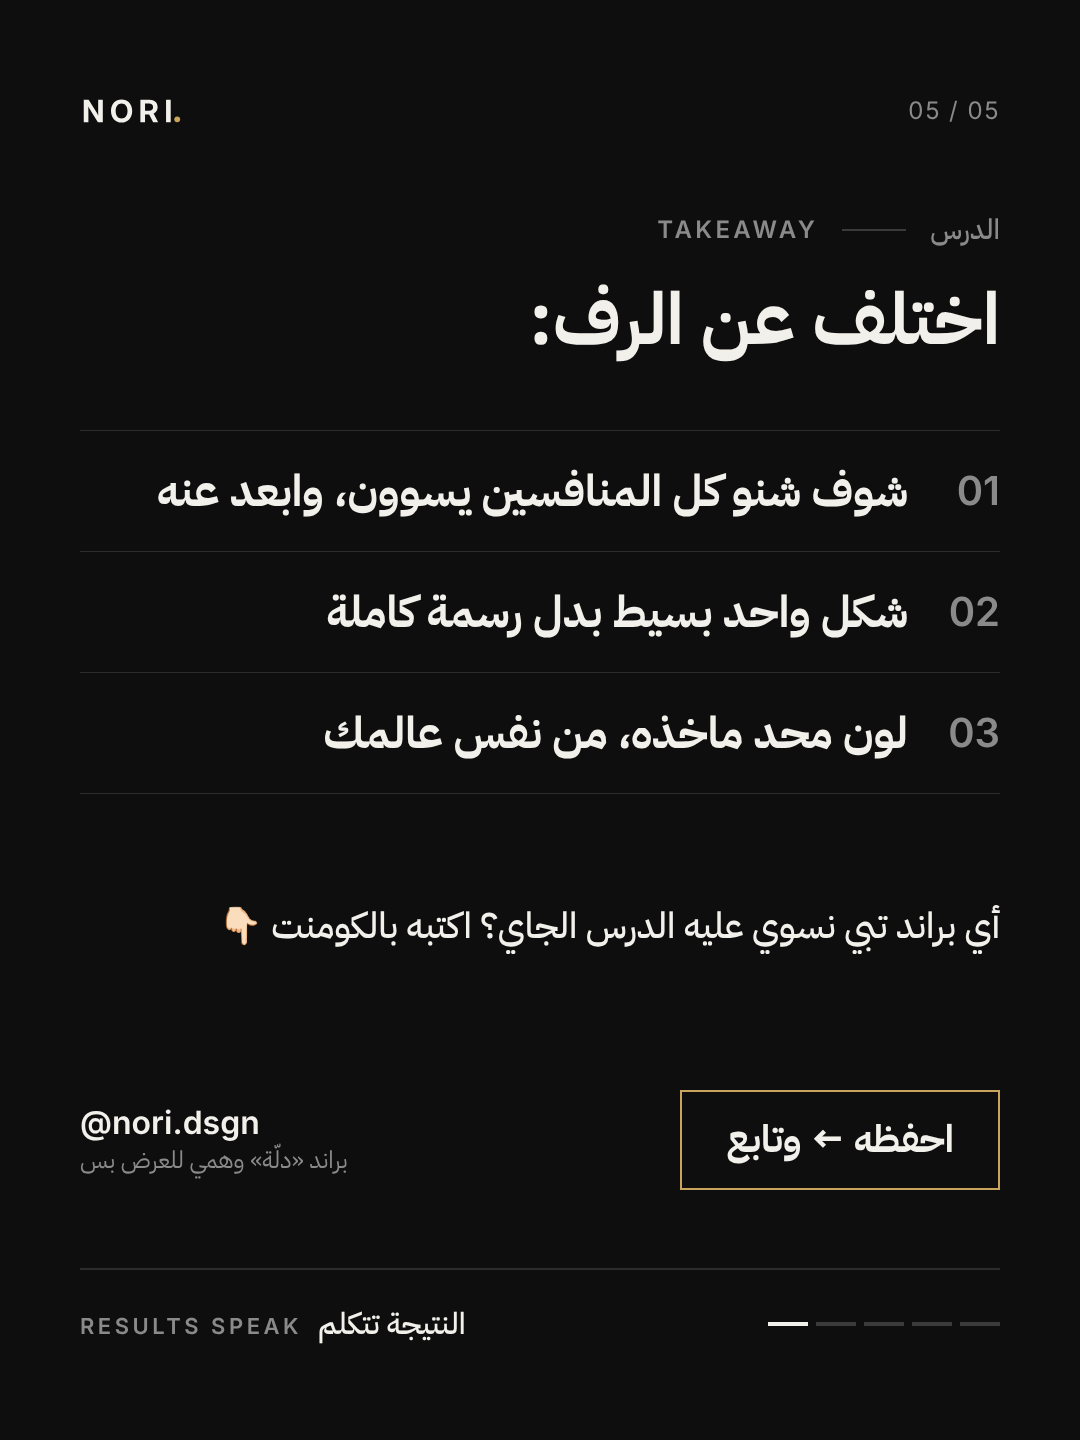 NORI.
05 / 05
الدرس — TAKEAWAY
اختلف عن الرف:
01 شوف شنو كل المنافسين يسوون، وابعد عنه
02 شكل واحد بسيط بدل رسمة كاملة
03 لون محد ماخذه، من نفس عالمك
أي براند تبي نسوي عليه الدرس الجاي؟ اكتبه بالكومنت 👇🏻
احفظه ← وتابع
@nori.dsgn
براند «دلّة» وهمي للعرض بس
RESULTS SPEAK النتيجة تتكلم